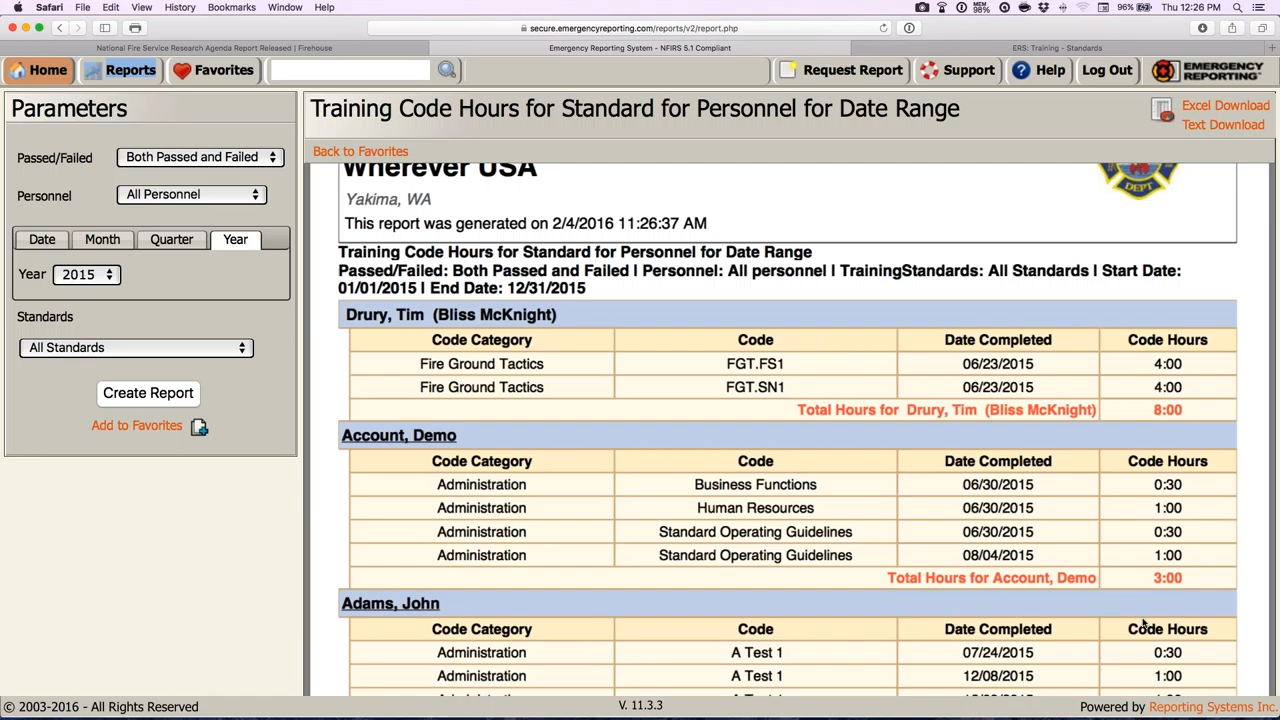 Safari File Edit View History Bookmarks Window Help MEM 98% 96% Thu 12:26 PM
secure.emergencyreporting.com/reports/v2/report.php
National Fire Service Research Agenda Report Released | Firehouse Emergency Reporting System - NFIRS 5.1 Compliant ERS: Training - Standards
Home Reports Favorites Request Report Support Help Log Out EMERGENCY REPORTING
Parameters
Passed/Failed Both Passed and Failed
Personnel All Personnel
Date Month Quarter Year
Year 2015
Standards
All Standards
Create Report
Add to Favorites
Training Code Hours for Standard for Personnel for Date Range
Excel Download
Text Download
Back to Favorites
Wherever USA
DEPT
Yakima, WA
This report was generated on 2/4/2016 11:26:37 AM
Training Code Hours for Standard for Personnel for Date Range
Passed/Failed: Both Passed and Failed | Personnel: All personnel | TrainingStandards: All Standards | Start Date:
01/01/2015 | End Date: 12/31/2015
Drury, Tim (Bliss McKnight)
Code Category Code Date Completed Code Hours
Fire Ground Tactics FGT.FS1 06/23/2015 4:00
Fire Ground Tactics FGT.SN1 06/23/2015 4:00
Total Hours for Drury, Tim (Bliss McKnight) 8:00
Account, Demo
Code Category Code Date Completed Code Hours
Administration Business Functions 06/30/2015 0:30
Administration Human Resources 06/30/2015 1:00
Administration Standard Operating Guidelines 06/30/2015 0:30
Administration Standard Operating Guidelines 08/04/2015 1:00
Total Hours for Account, Demo 3:00
Adams, John
Code Category Code Date Completed Code Hours
Administration A Test 1 07/24/2015 0:30
Administration A Test 1 12/08/2015 1:00
© 2003-2016 - All Rights Reserved V. 11.3.3 Powered by Reporting Systems Inc.